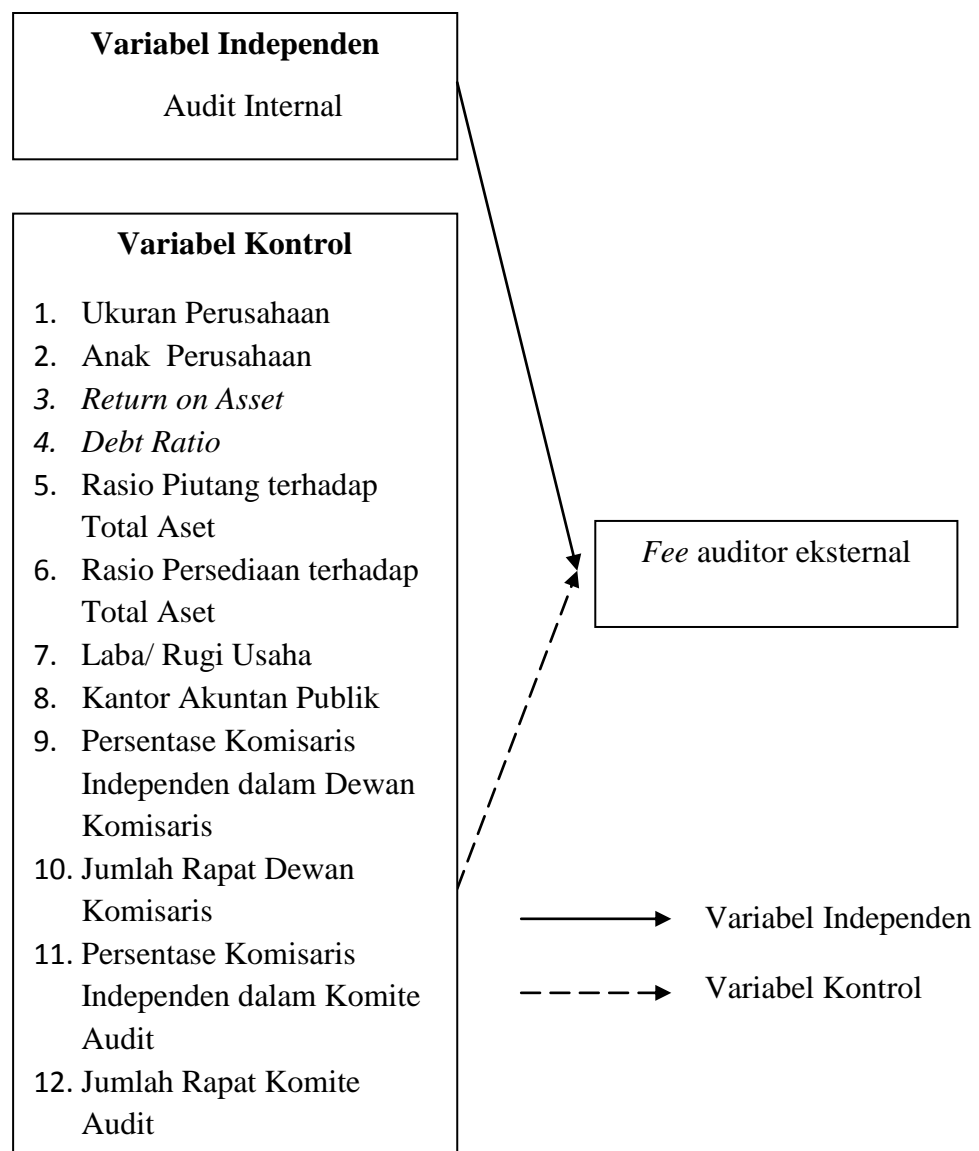 Variabel Independen
Audit Internal
Variabel Kontrol
1. Ukuran Perusahaan
2. Anak Perusahaan
3. Return on Asset
4. Debt Ratio
5. Rasio Piutang terhadap
Total Aset
6. Rasio Persediaan terhadap
Total Aset
7. Laba/ Rugi Usaha
8. Kantor Akuntan Publik
9. Persentase Komisaris
Independen dalam Dewan
Komisaris
10. Jumlah Rapat Dewan
Komisaris
11. Persentase Komisaris
Independen dalam Komite
Audit
12. Jumlah Rapat Komite
Audit
Fee auditor eksternal
Variabel Independen
Variabel Kontrol